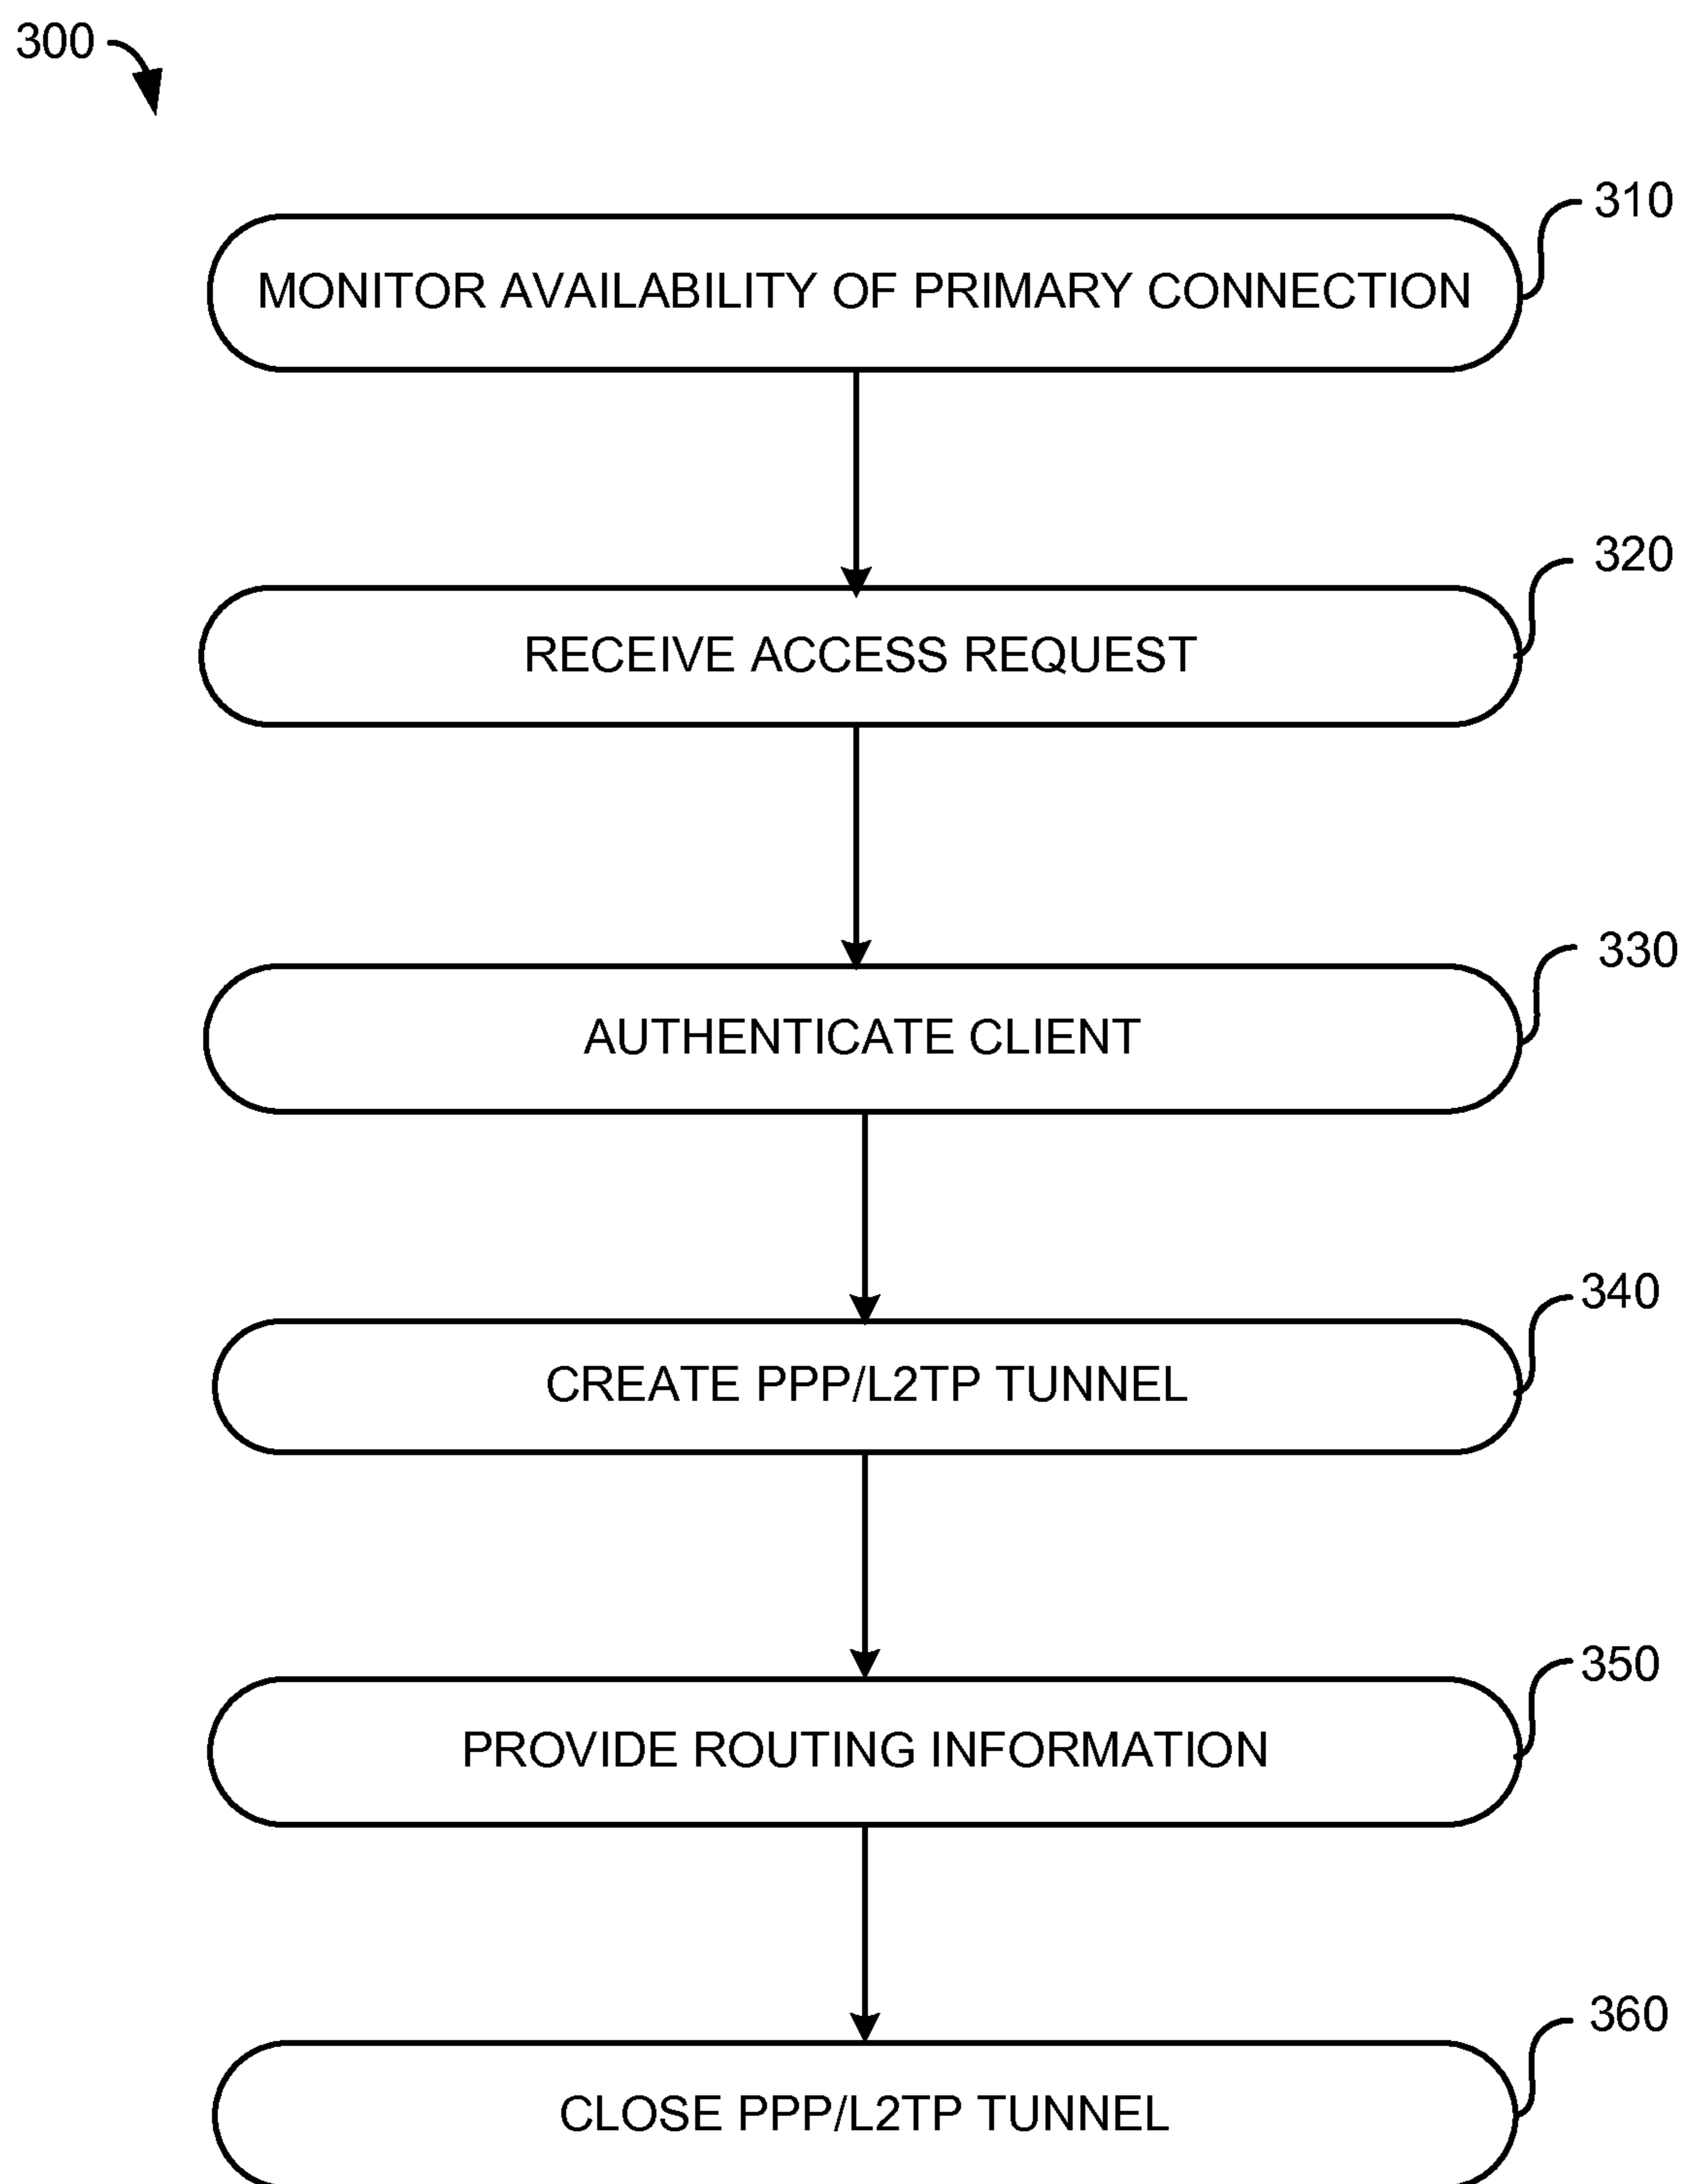 300
310
MONITOR AVAILABILITY OF PRIMARY CONNECTION
320
RECEIVE ACCESS REQUEST
330
AUTHENTICATE CLIENT
340
CREATE PPP/L2TP TUNNEL
350
PROVIDE ROUTING INFORMATION
360
CLOSE PPP/L2TP TUNNEL